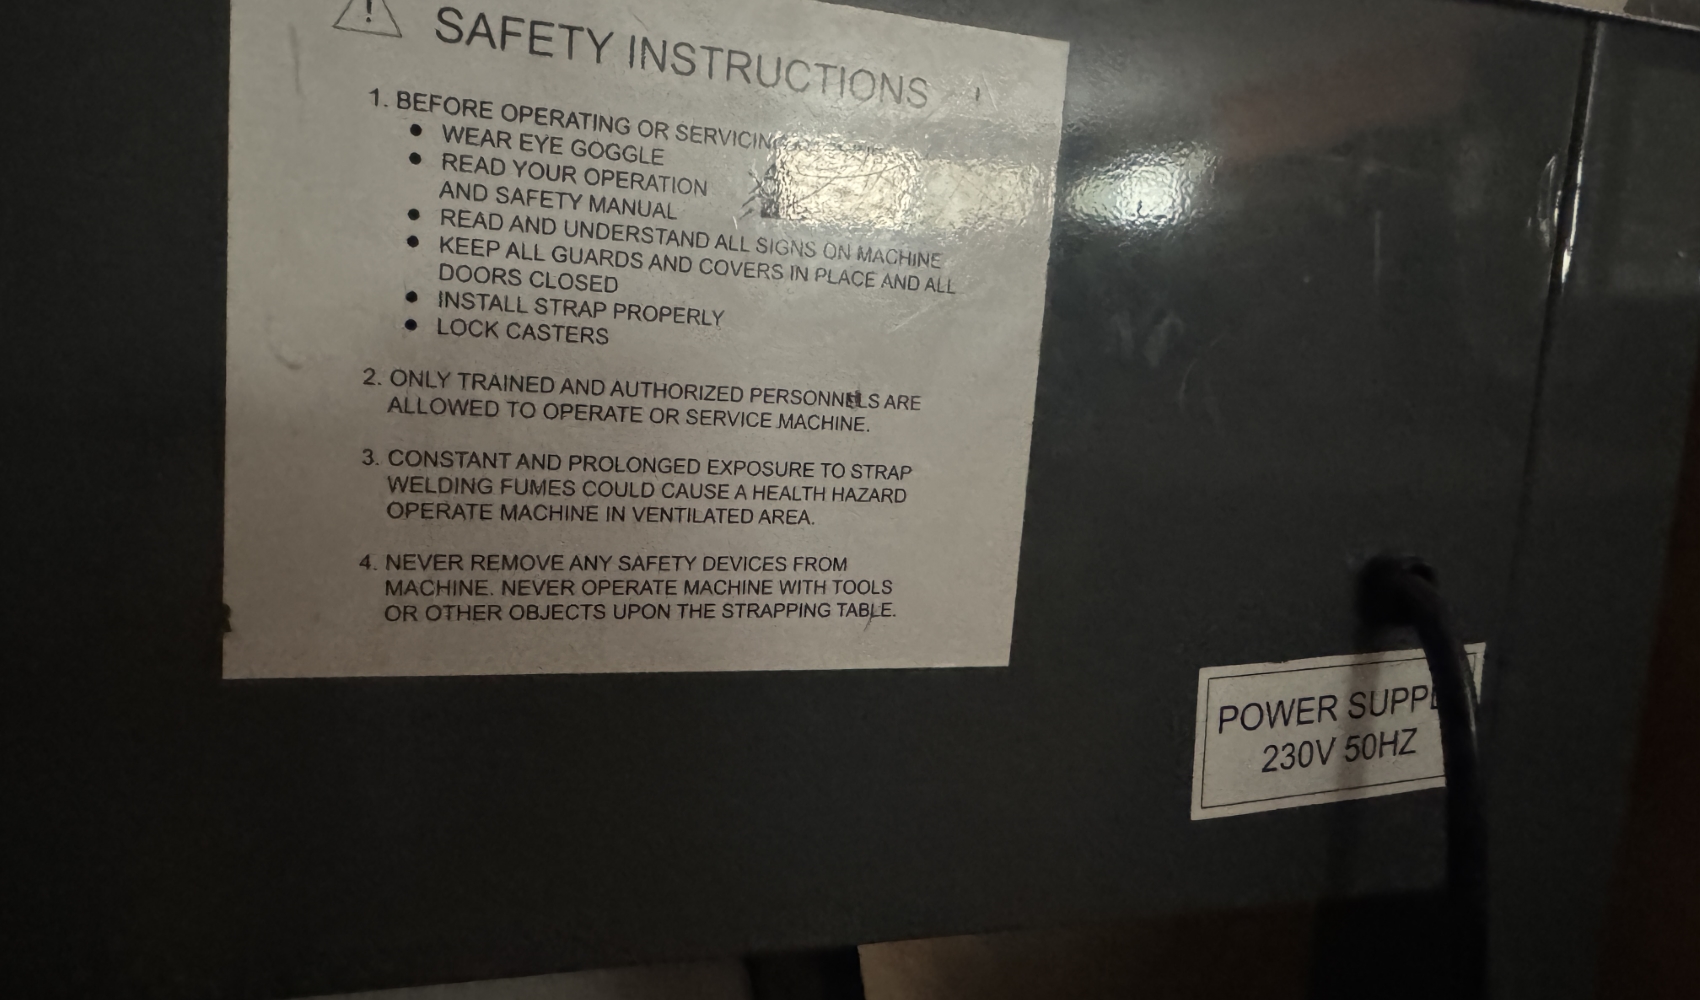 SAFETY INSTRUCTIONS
1. BEFORE OPERATING OR SERVICING
● WEAR EYE GOGGLE
● READ YOUR OPERATION
AND SAFETY MANUAL
● READ AND UNDERSTAND ALL SIGNS ON MACHINE
● KEEP ALL GUARDS AND COVERS IN PLACE AND ALL
DOORS CLOSED
● INSTALL STRAP PROPERLY
● LOCK CASTERS
2. ONLY TRAINED AND AUTHORIZED PERSONNELS ARE
ALLOWED TO OPERATE OR SERVICE MACHINE.
3. CONSTANT AND PROLONGED EXPOSURE TO STRAP
WELDING FUMES COULD CAUSE A HEALTH HAZARD
OPERATE MACHINE IN VENTILATED AREA.
4. NEVER REMOVE ANY SAFETY DEVICES FROM
MACHINE. NEVER OPERATE MACHINE WITH TOOLS
OR OTHER OBJECTS UPON THE STRAPPING TABLE.
POWER SUPPL
230V 50HZ